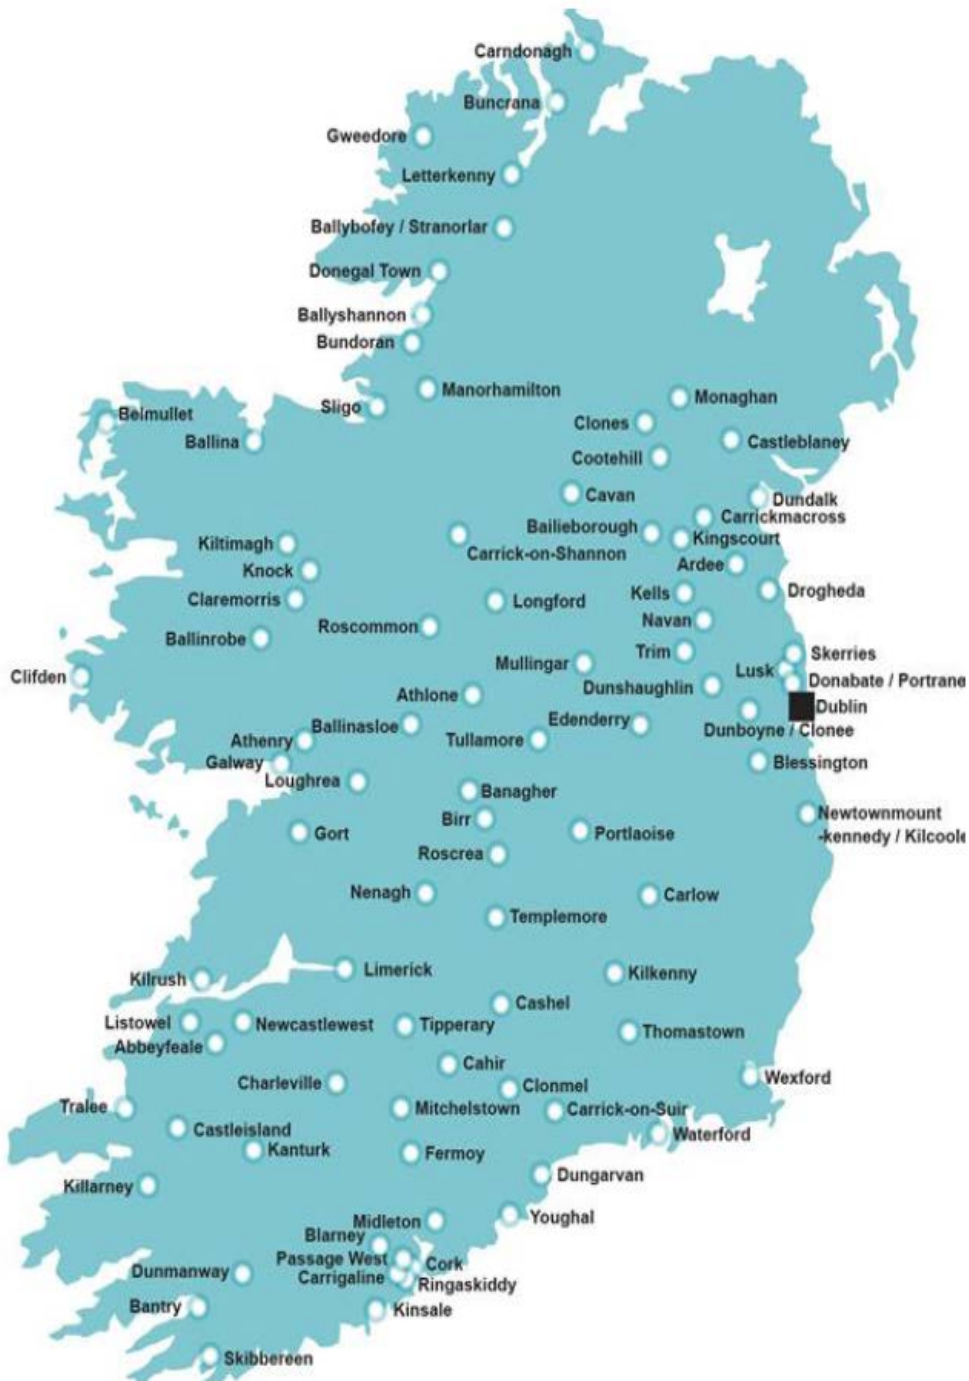 Carndonagh
Buncrana
Gweedore
Letterkenny
Ballybofey / Stranorlar
Donegal Town
Ballyshannon
Bundoran
Manorhamilton
Sligo
Monaghan
Belmullet
Clones
Ballina
Castleblaney
Cootehill
Cavan
Dundalk
Carrickmacross
Bailieborough
Kingscourt
Kiltimagh
Carrick-on-Shannon
Knock
Ardee
Drogheda
Claremorris
Longford
Kells
Roscommon
Navan
Ballinrobe
Trim
Skerries
Mullingar
Lusk
Clifden
Donabate / Portrane
Dunshaughlin
Athlone
Dublin
Ballinasloe
Edenderry
Dunboyne / Clonee
Athenry
Tullamore
Galway
Blessington
Loughrea
Banagher
Newtownmount
-kennedy / Kilcoole
Birr
Gort
Portlaoise
Roscrea
Nenagh
Carlow
Templemore
Limerick
Kilkenny
Kilrush
Cashel
Listowel
Newcastlewest
Tipperary
Thomastown
Abbeyfeale
Cahir
Wexford
Charleville
Clonmel
Tralee
Mitchelstown
Carrick-on-Suir
Castleisland
Waterford
Kanturk
Fermoy
Dungarvan
Killarney
Youghal
Midleton
Blarney
Passage West
Cork
Dunmanway
Carrigaline
Ringaskiddy
Bantry
Kinsale
Skibbereen